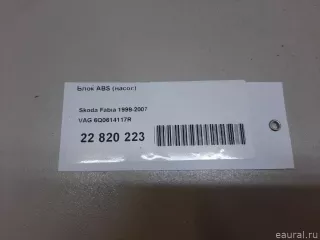 Блок ABS (насос)
Skoda Fabia 1999-2007
VAG 6Q0614117R
22 820 223
eaural.ru